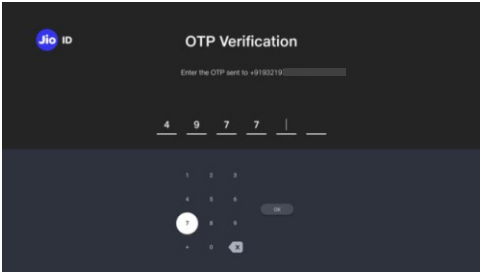 Jio ID
OTP Verification
Enter the OTP sent to +9193219
4 9 7 7
1 2 3
4 5 6
Ok
7 8 9
0